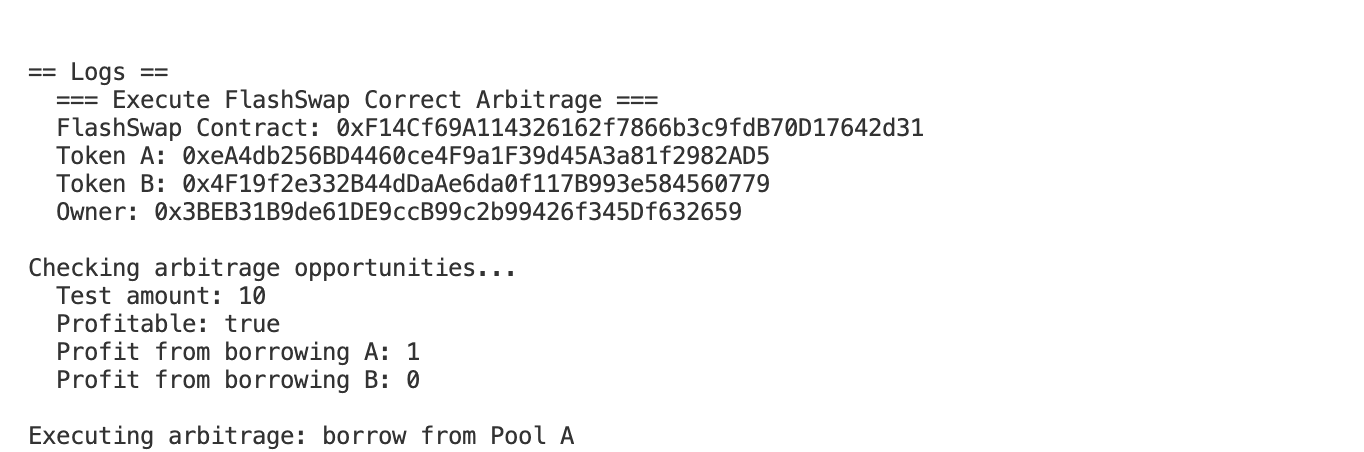 == Logs ==
=== Execute FlashSwap Correct Arbitrage ===
FlashSwap Contract: 0xF14Cf69A114326162f7866b3c9fdB70D17642d31
Token A: 0xeA4db256BD4460ce4F9a1F39d45A3a81f2982AD5
Token B: 0x4F19f2e332B44dDaAe6da0f117B993e584560779
Owner: 0x3BEB31B9de61DE9ccB99c2b99426f345Df632659
Checking arbitrage opportunities...
Test amount: 10
Profitable: true
Profit from borrowing A: 1
Profit from borrowing B: 0
Executing arbitrage: borrow from Pool A